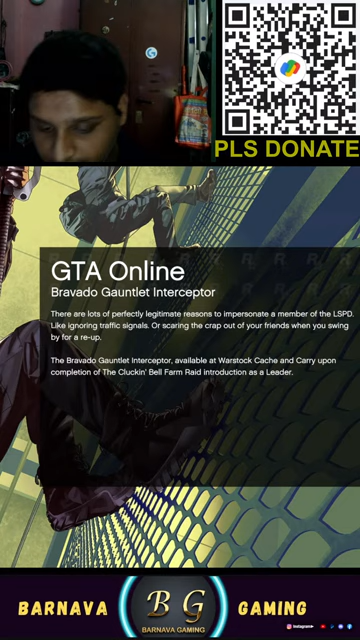 PLS DONATE
GTA Online
Bravado Gauntlet Interceptor
There are lots of perfectly legitimate reasons to impersonate a member of the LSPD.
Like ignoring traffic signals. Or scaring the crap out of your friends when you swing
by for a re-up.
The Bravado Gauntlet Interceptor, available at Warstock Cache and Carry upon
completion of The Cluckin' Bell Farm Raid introduction as a Leader.
BARNAVA
BG
BARNAVA GAMING
GAMING
Instagram